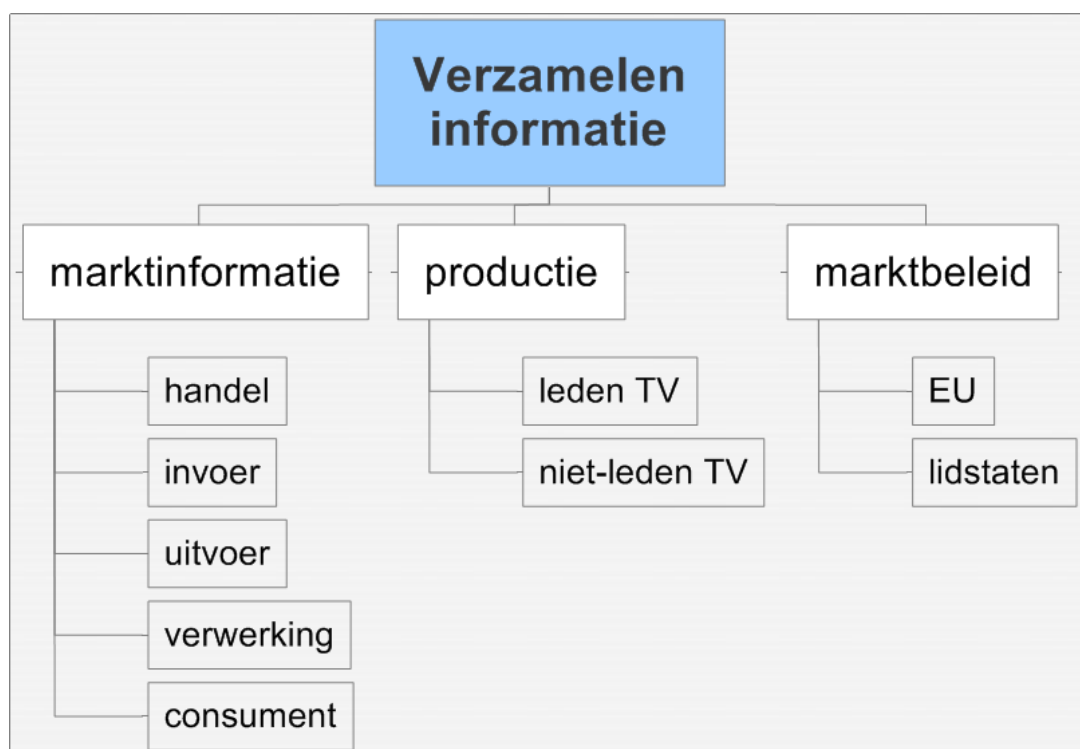 Verzamelen
informatie
marktinformatie
productie
marktbeleid
handel
invoer
uitvoer
verwerking
consument
leden TV
niet-leden TV
EU
lidstaten